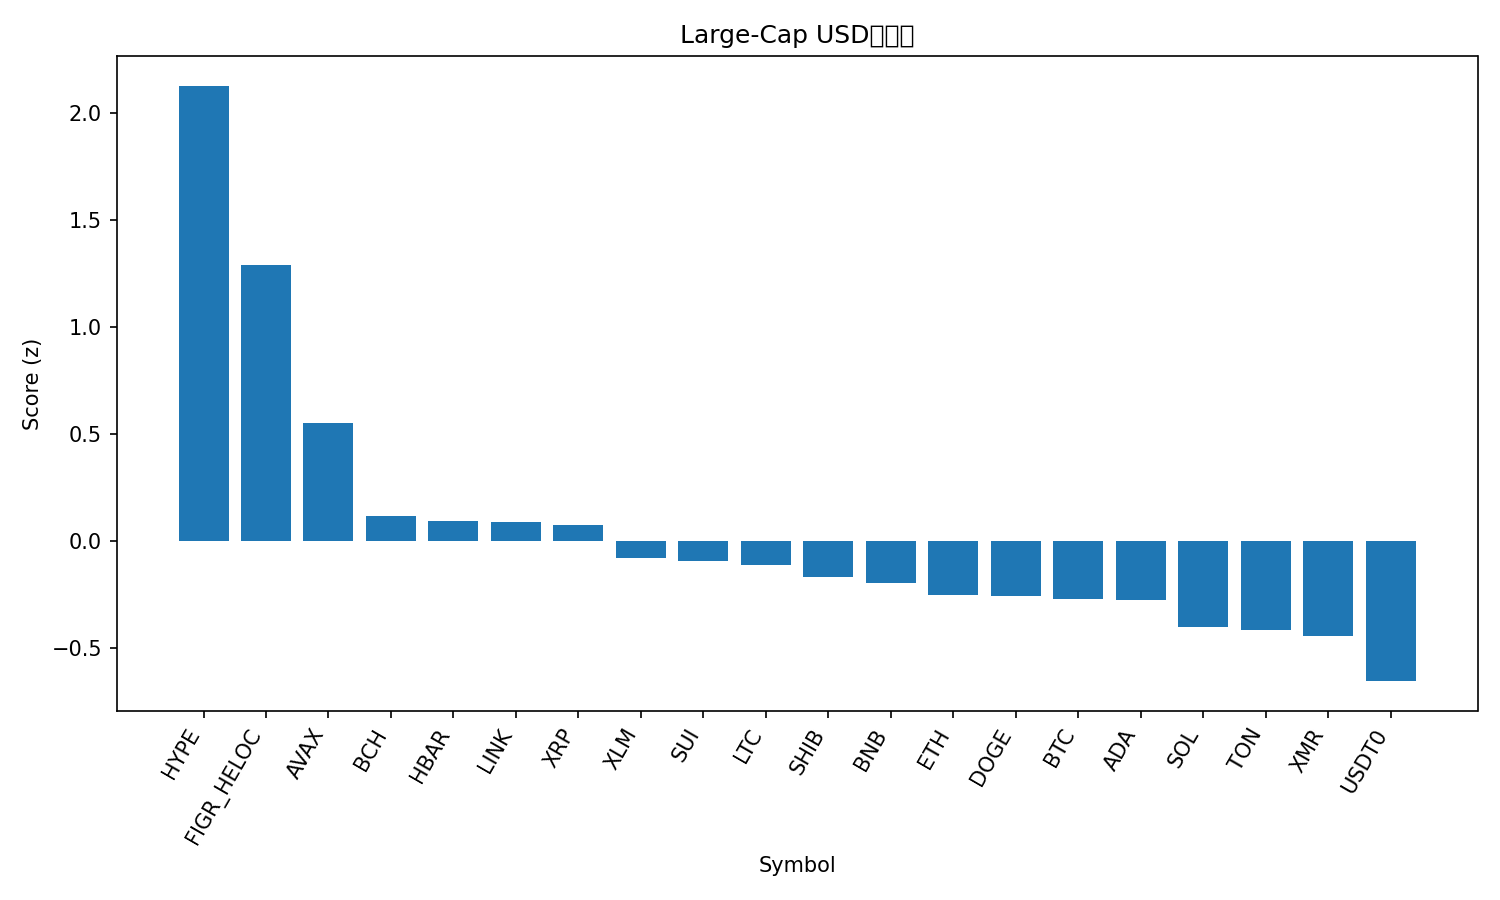 Large-Cap USD
Score (z)
2.0
1.5
1.0
0.5
0.0
−0.5
HYPE
FIGR_HELOC
AVAX
BCH
HBAR
LINK
XRP
XLM
SUI
LTC
SHIB
BNB
ETH
DOGE
BTC
ADA
SOL
TON
XMR
USDT0
Symbol